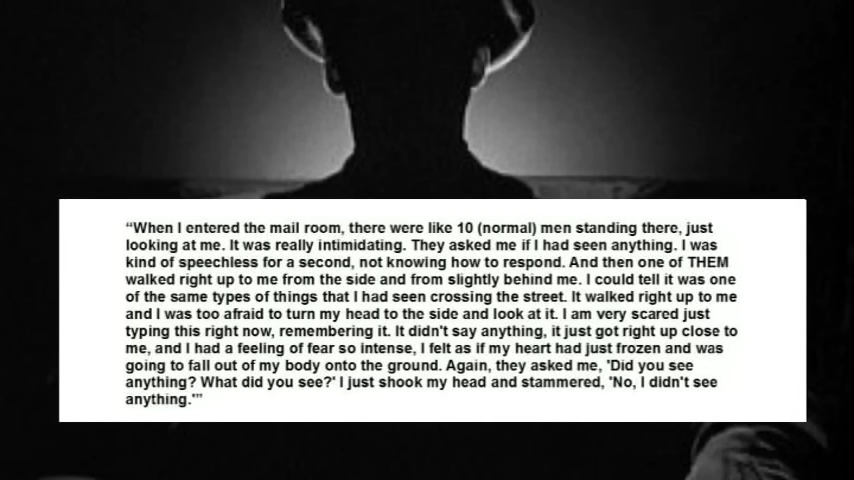 “When I entered the mail room, there were like 10 (normal) men standing there, just
looking at me. It was really intimidating. They asked me if I had seen anything. I was
kind of speechless for a second, not knowing how to respond. And then one of THEM
walked right up to me from the side and from slightly behind me. I could tell it was one
of the same types of things that I had seen crossing the street. It walked right up to me
and I was too afraid to turn my head to the side and look at it. I am very scared just
typing this right now, remembering it. It didn't say anything, it just got right up close to
me, and I had a feeling of fear so intense, I felt as if my heart had just frozen and was
going to fall out of my body onto the ground. Again, they asked me, 'Did you see
anything? What did you see?' I just shook my head and stammered, 'No, I didn't see
anything.'”